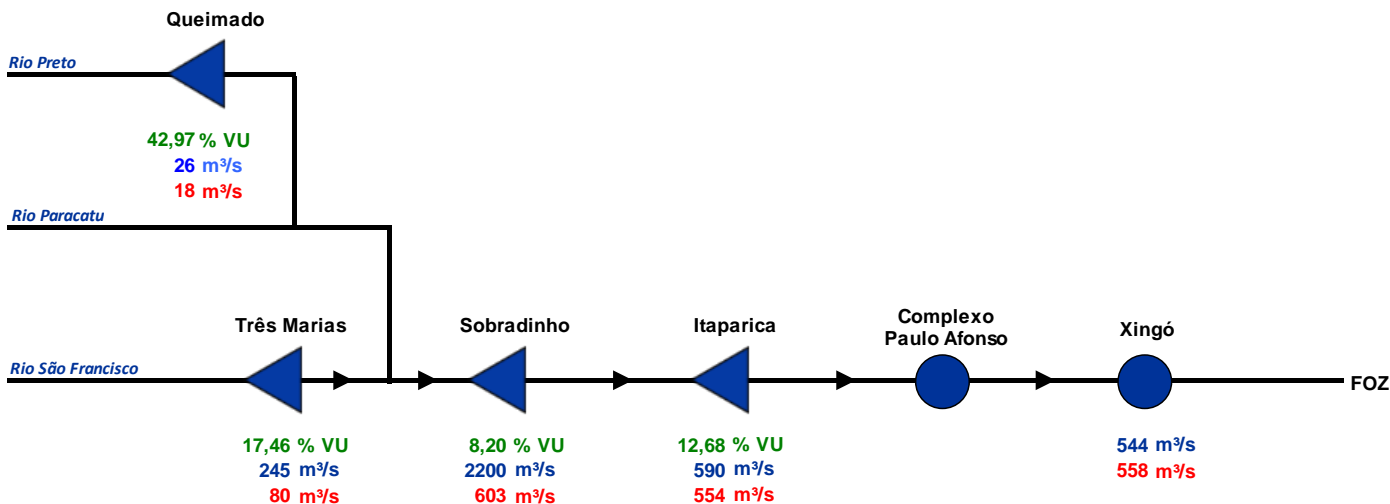 Queimado
Rio Preto
42,97 % VU
26 m³/s
18 m³/s
Rio Paracatu
Três Marias
Sobradinho
Itaparica
Complexo
Paulo Afonso
Xingó
Rio São Francisco
FOZ
17,46 % VU
245 m³/s
80 m³/s
8,20 % VU
2200 m³/s
603 m³/s
12,68 % VU
590 m³/s
554 m³/s
544 m³/s
558 m³/s